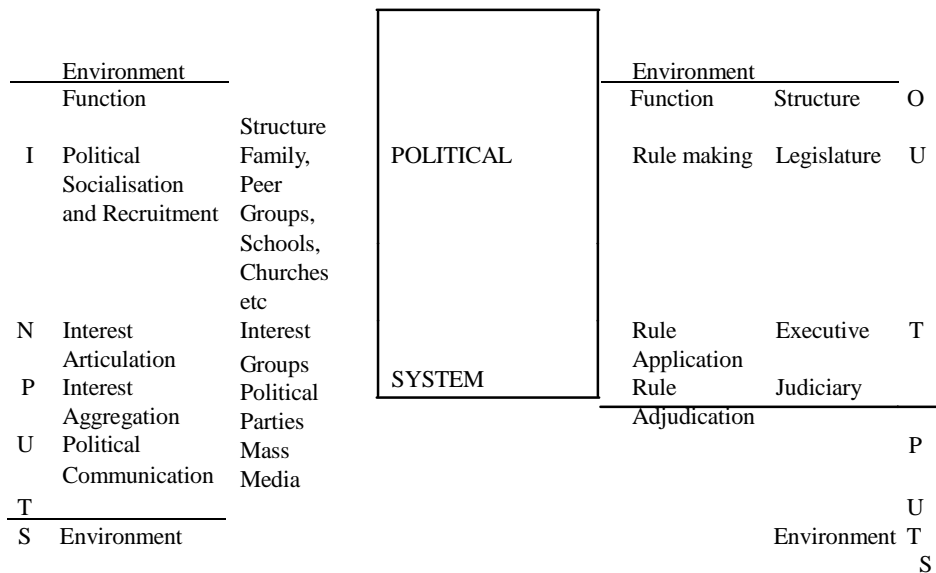 Environment Environment
Function Function Structure O
Structure
I Political Family, POLITICAL Rule making Legislature U
Socialisation Peer
and Recruitment Groups,
Schools,
Churches
etc
N Interest Interest Rule Executive T
Articulation Groups Application
P Interest Political SYSTEM Rule Judiciary
Aggregation Parties Adjudication
U Political Mass P
Communication Media
T U
S Environment Environment T
S